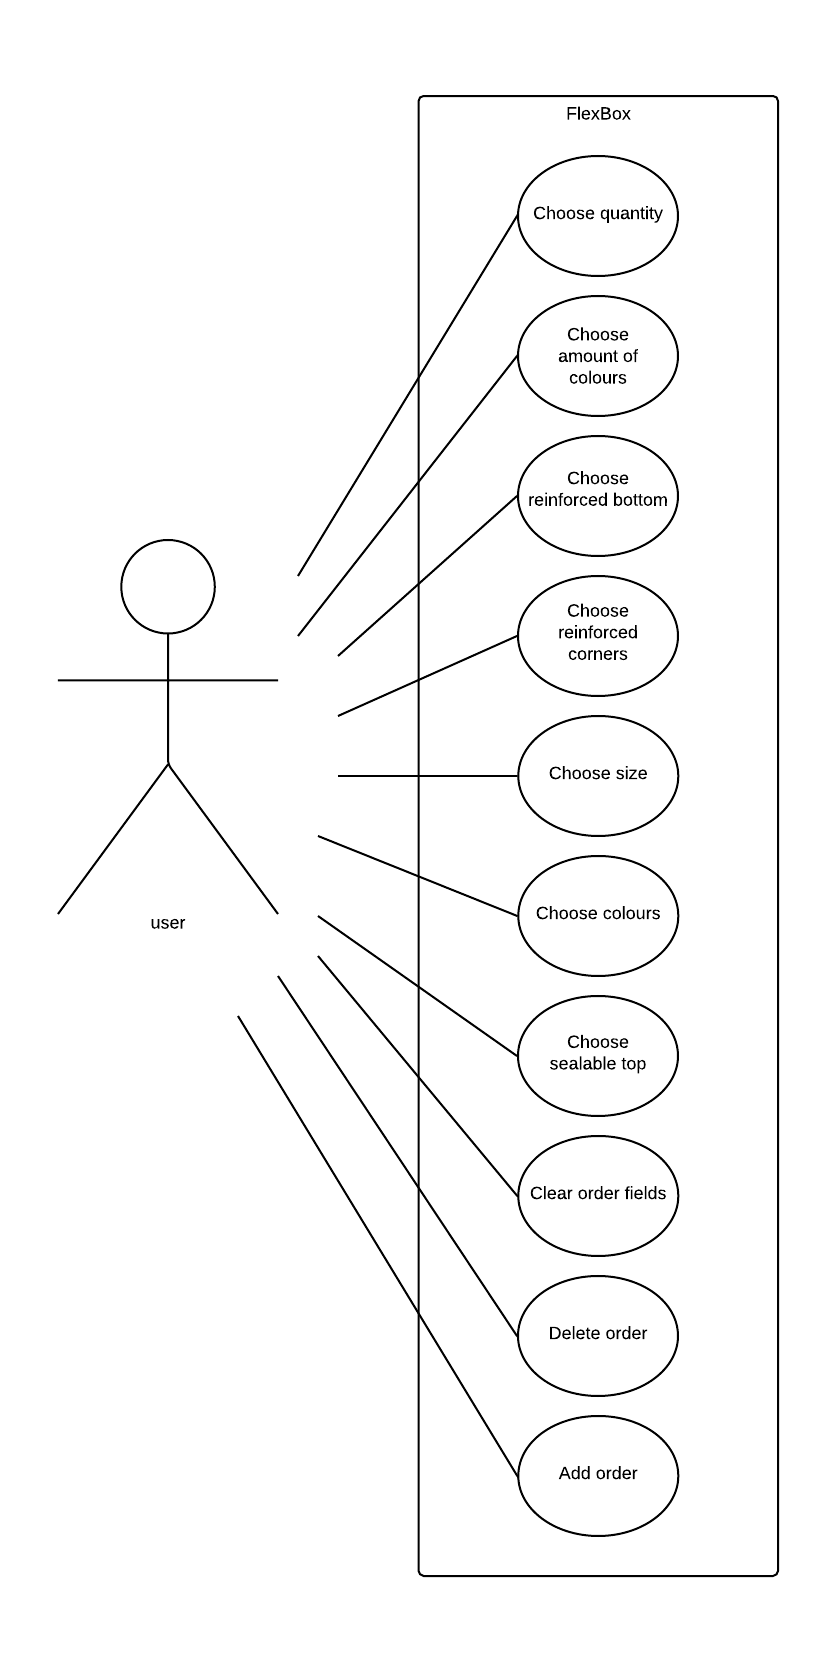 FlexBox
Choose quantity
Choose
amount of
colours
Choose
reinforced bottom
Choose
reinforced
corners
Choose size
Choose colours
user
Choose
sealable top
Clear order fields
Delete order
Add order